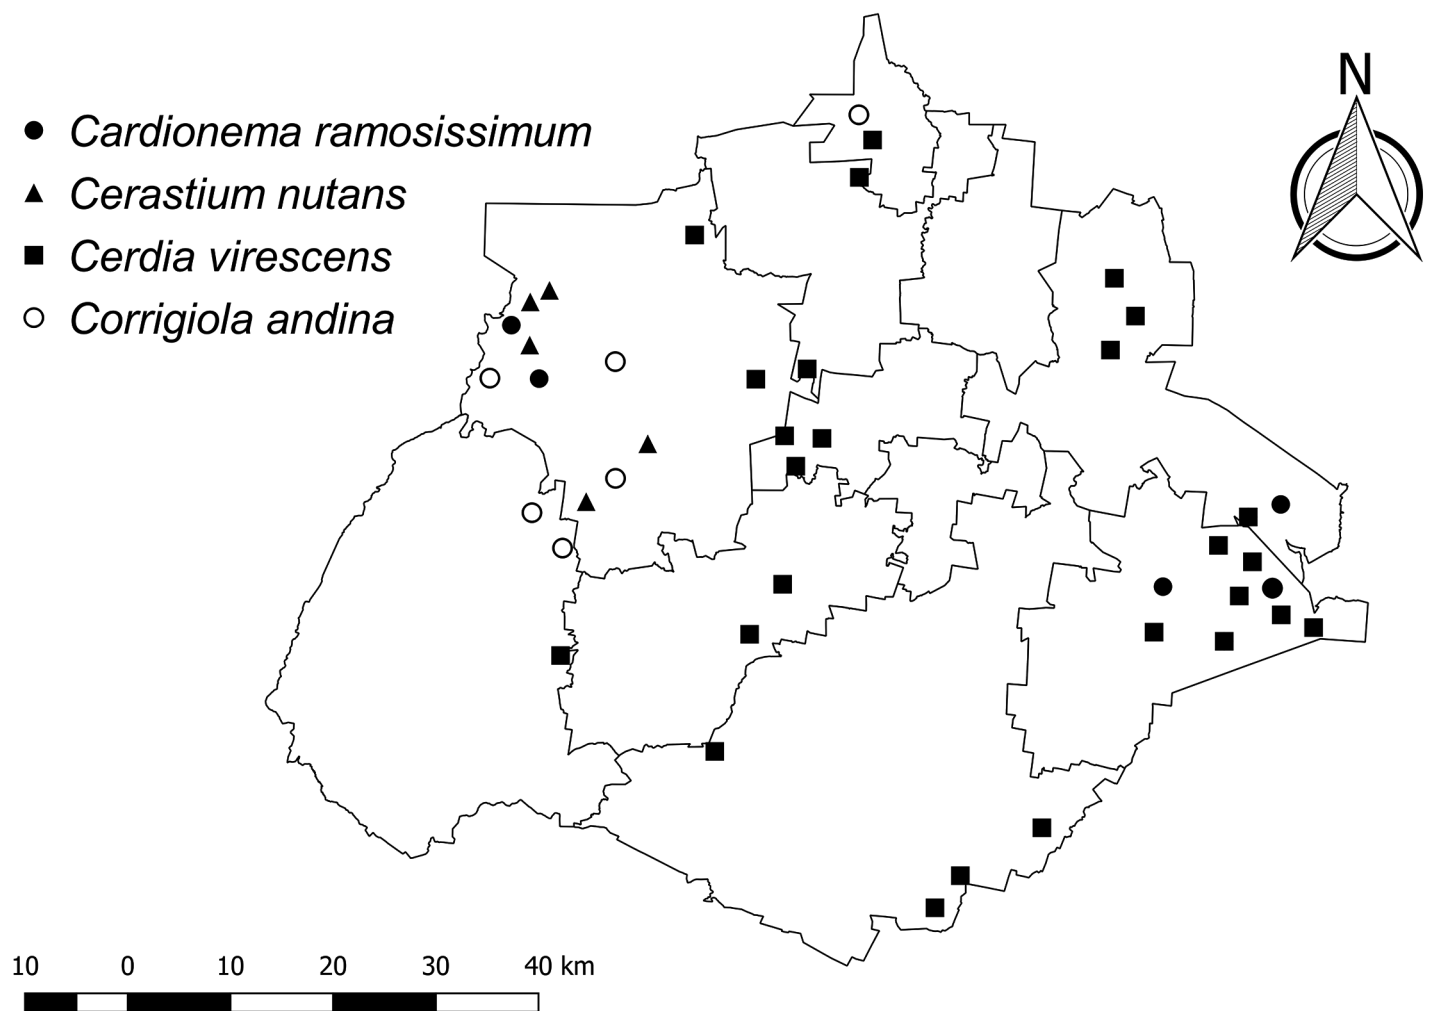 N
Cardionema ramosissimum
Cerastium nutans
Cerdia virescens
Corrigiola andina
10 0 10 20 30 40 km